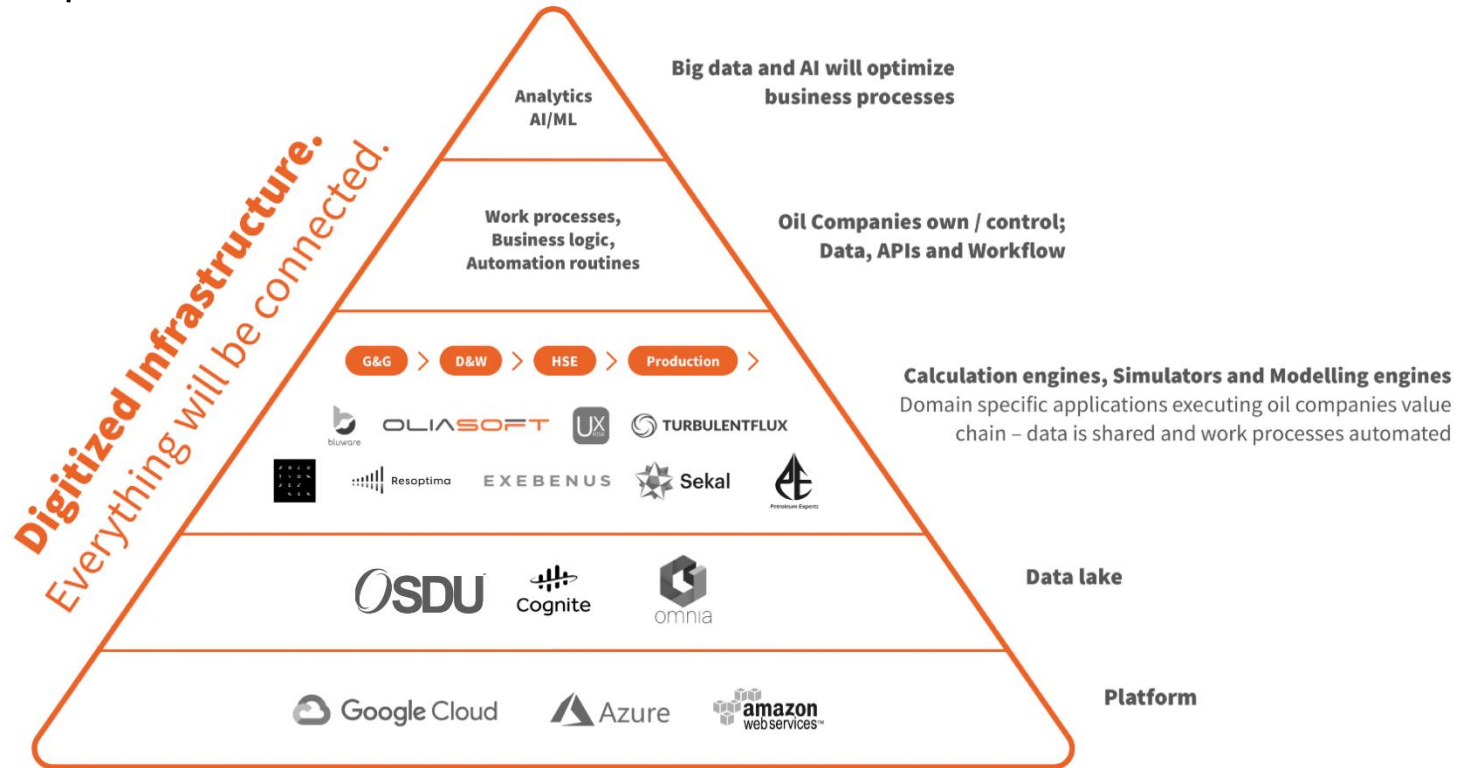 Big data and AI will optimize
business processes
Analytics
AI/ML
Digitized Infrastructure.
Everything will be connected.
Work processes,
Business logic,
Automation routines
Oil Companies own / control;
Data, APIs and Workflow
G&G > D&W > HSE > Production >
Calculation engines, Simulators and Modelling engines
Domain specific applications executing oil companies value
chain – data is shared and work processes automated
bluware
OLIASOFT
UX
TURBULENTFLUX
Resoptima
EXEBENUS
Sekal
PE
Petroleum Experts
OSDU
Cognite
omnia
Data lake
Google Cloud
Azure
amazon
webservices™
Platform